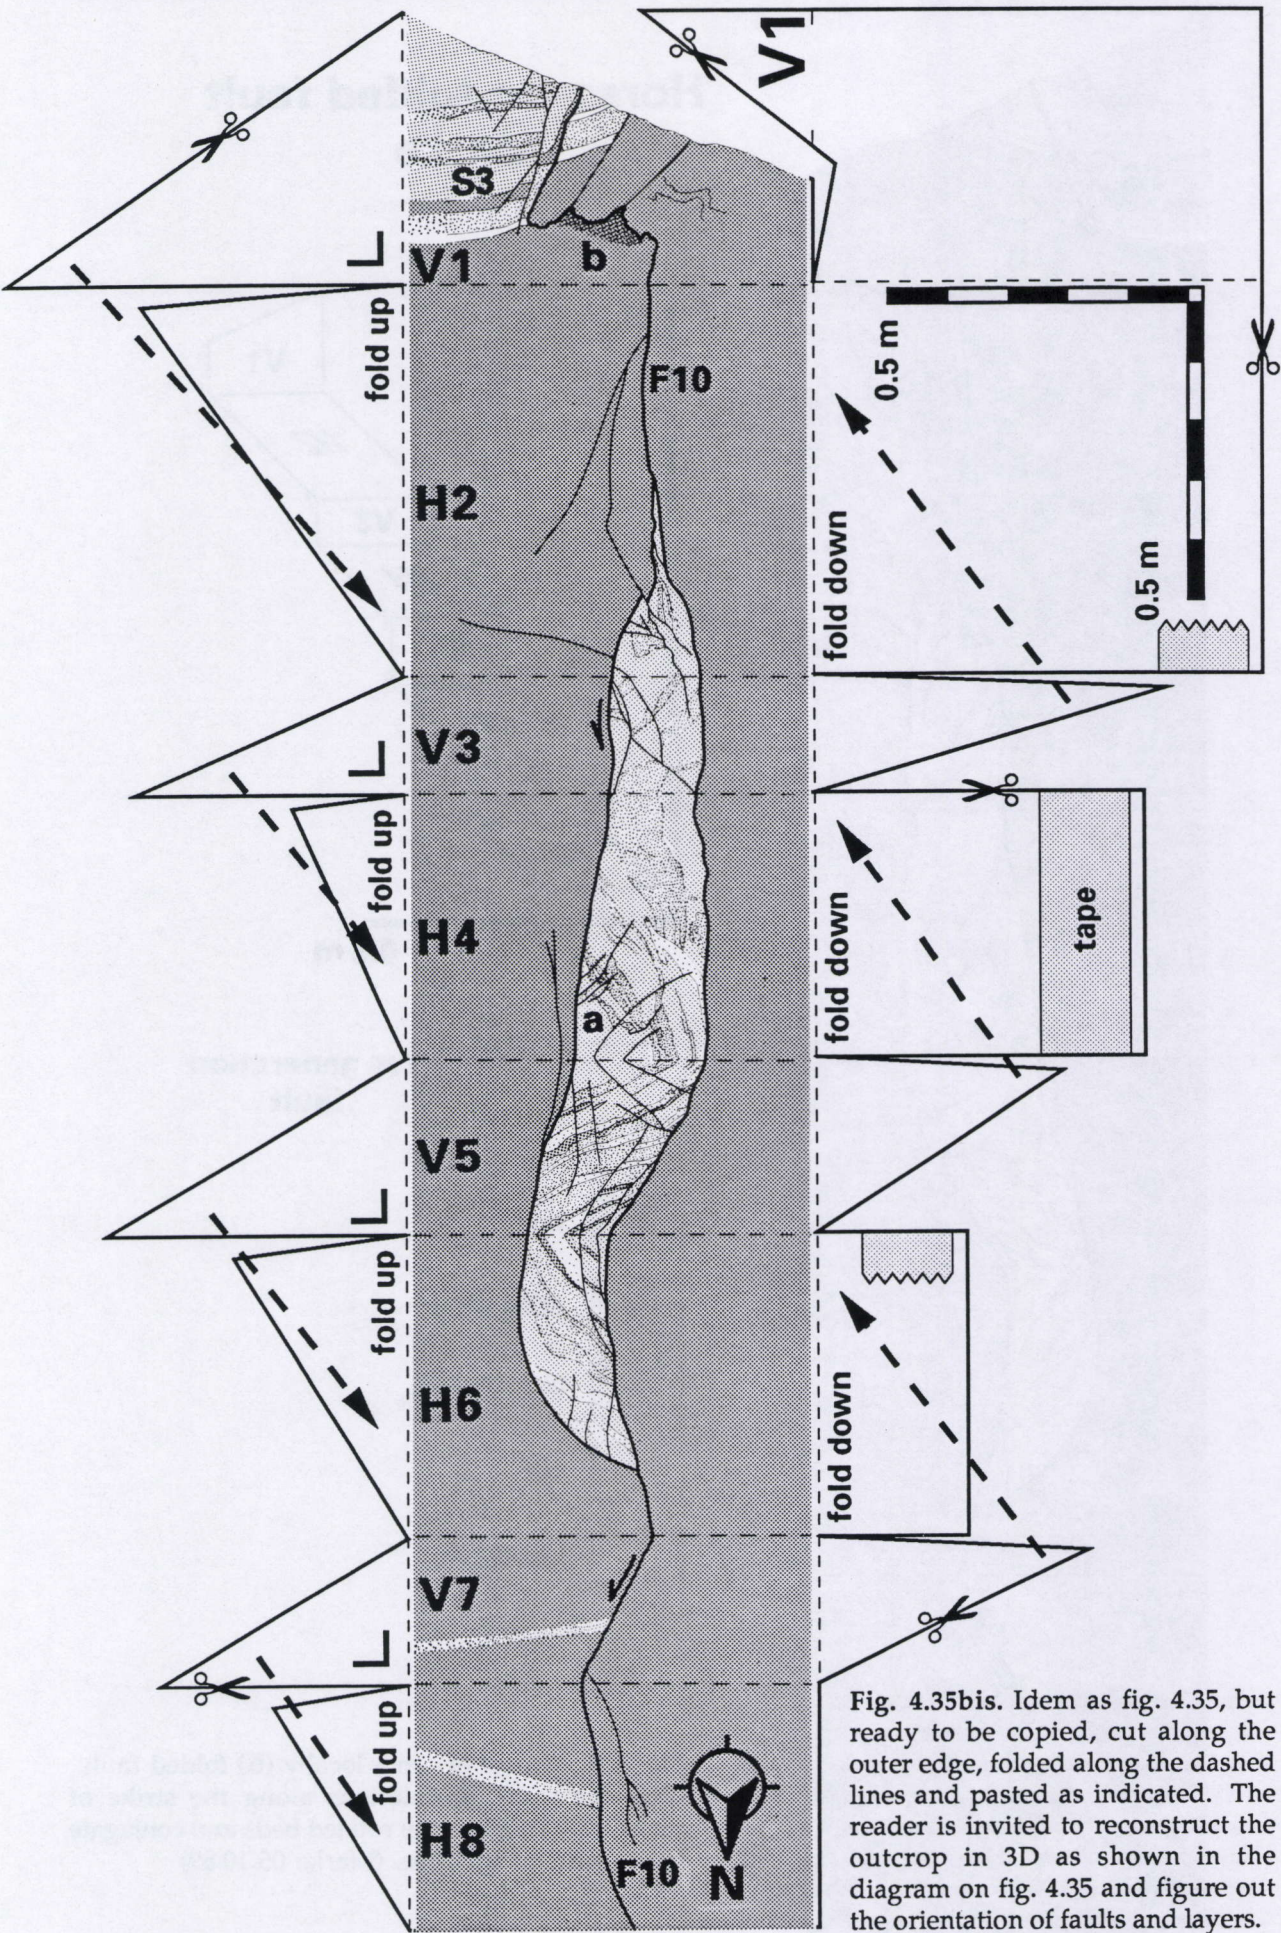 V1
S3
b
V1
fold up
F10
0.5 m
H2
fold down
0.5 m
V3
fold up
H4
a
fold down
tape
V5
fold up
H6
fold down
V7
fold up
H8
F10
N
Fig. 4.35bis. Idem as fig. 4.35, but
ready to be copied, cut along the
outer edge, folded along the dashed
lines and pasted as indicated. The
reader is invited to reconstruct the
outcrop in 3D as shown in the
diagram on fig. 4.35 and figure out
the orientation of faults and layers.